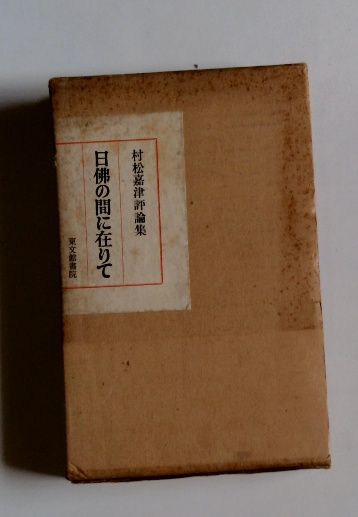 村松嘉津評論集
日佛の間に在りて
東文館書院